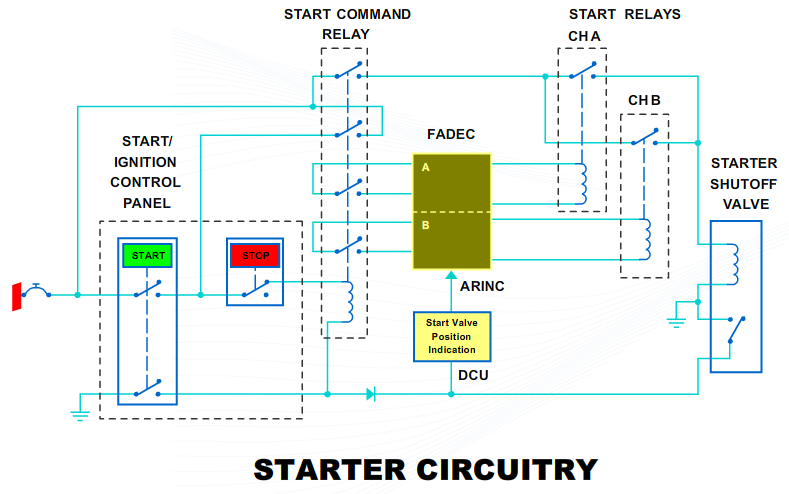 START COMMAND
RELAY
START RELAYS
CH A
CH B
START/
IGNITION
CONTROL
PANEL
FADEC
A
B
STARTER
SHUTOFF
VALVE
START
STOP
ARINC
Start Valve
Position
Indication
DCU
STARTER CIRCUITRY